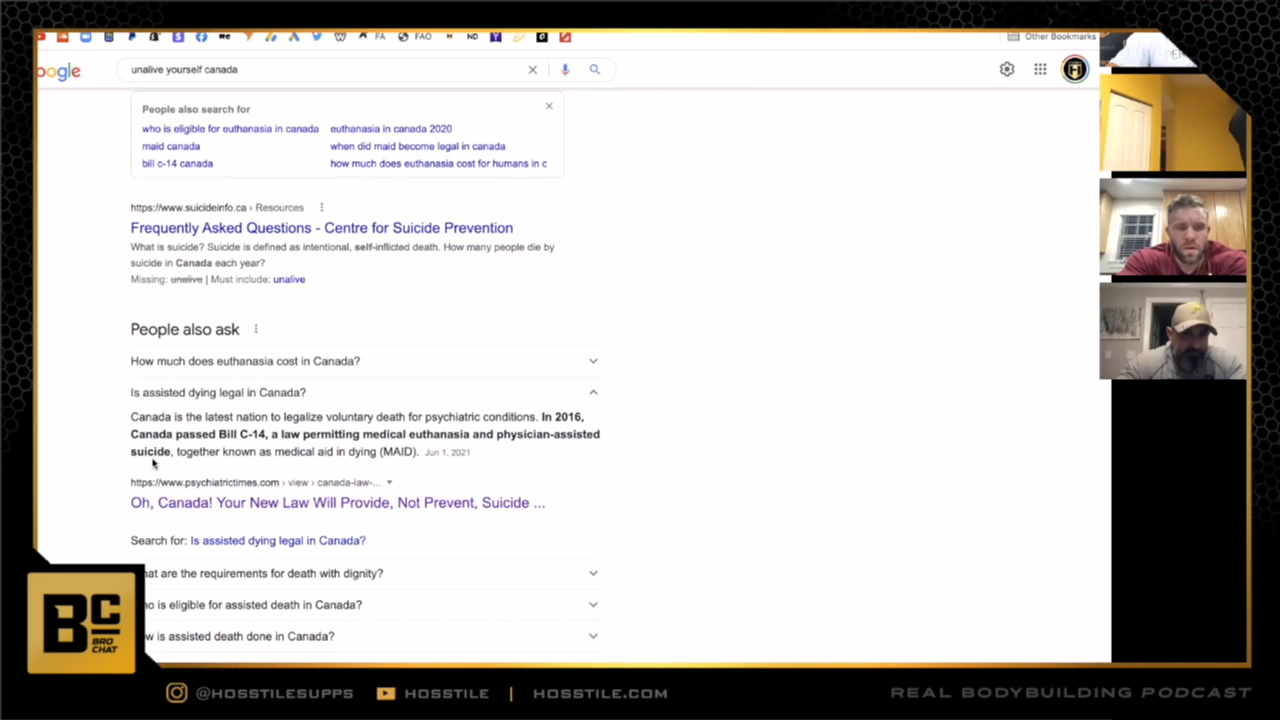 FA
FAO
ND
Other Bookmarks
oogle
unalive yourself canada
People also search for
who is eligible for euthanasia in canada
euthanasia in canada 2020
maid canada
when did maid become legal in canada
bill c-14 canada
how much does euthanasia cost for humans in c
https://www.suicideinfo.ca › Resources
Frequently Asked Questions - Centre for Suicide Prevention
What is suicide? Suicide is defined as intentional, self-inflicted death. How many people die by
suicide in Canada each year?
Missing: unalive | Must include: unalive
People also ask
How much does euthanasia cost in Canada?
Is assisted dying legal in Canada?
Canada is the latest nation to legalize voluntary death for psychiatric conditions. In 2016,
Canada passed Bill C-14, a law permitting medical euthanasia and physician-assisted
suicide, together known as medical aid in dying (MAID). Jun 1, 2021
https://www.psychiatrictimes.com › view › canada-law-...
Oh, Canada! Your New Law Will Provide, Not Prevent, Suicide ...
Search for: Is assisted dying legal in Canada?
hat are the requirements for death with dignity?
ho is eligible for assisted death in Canada?
w is assisted death done in Canada?
BC
BRO
CHAT
@HOSSTILESUPPS
HOSSTILE
|
HOSSTILE.COM
REAL BODYBUILDING PODCAST